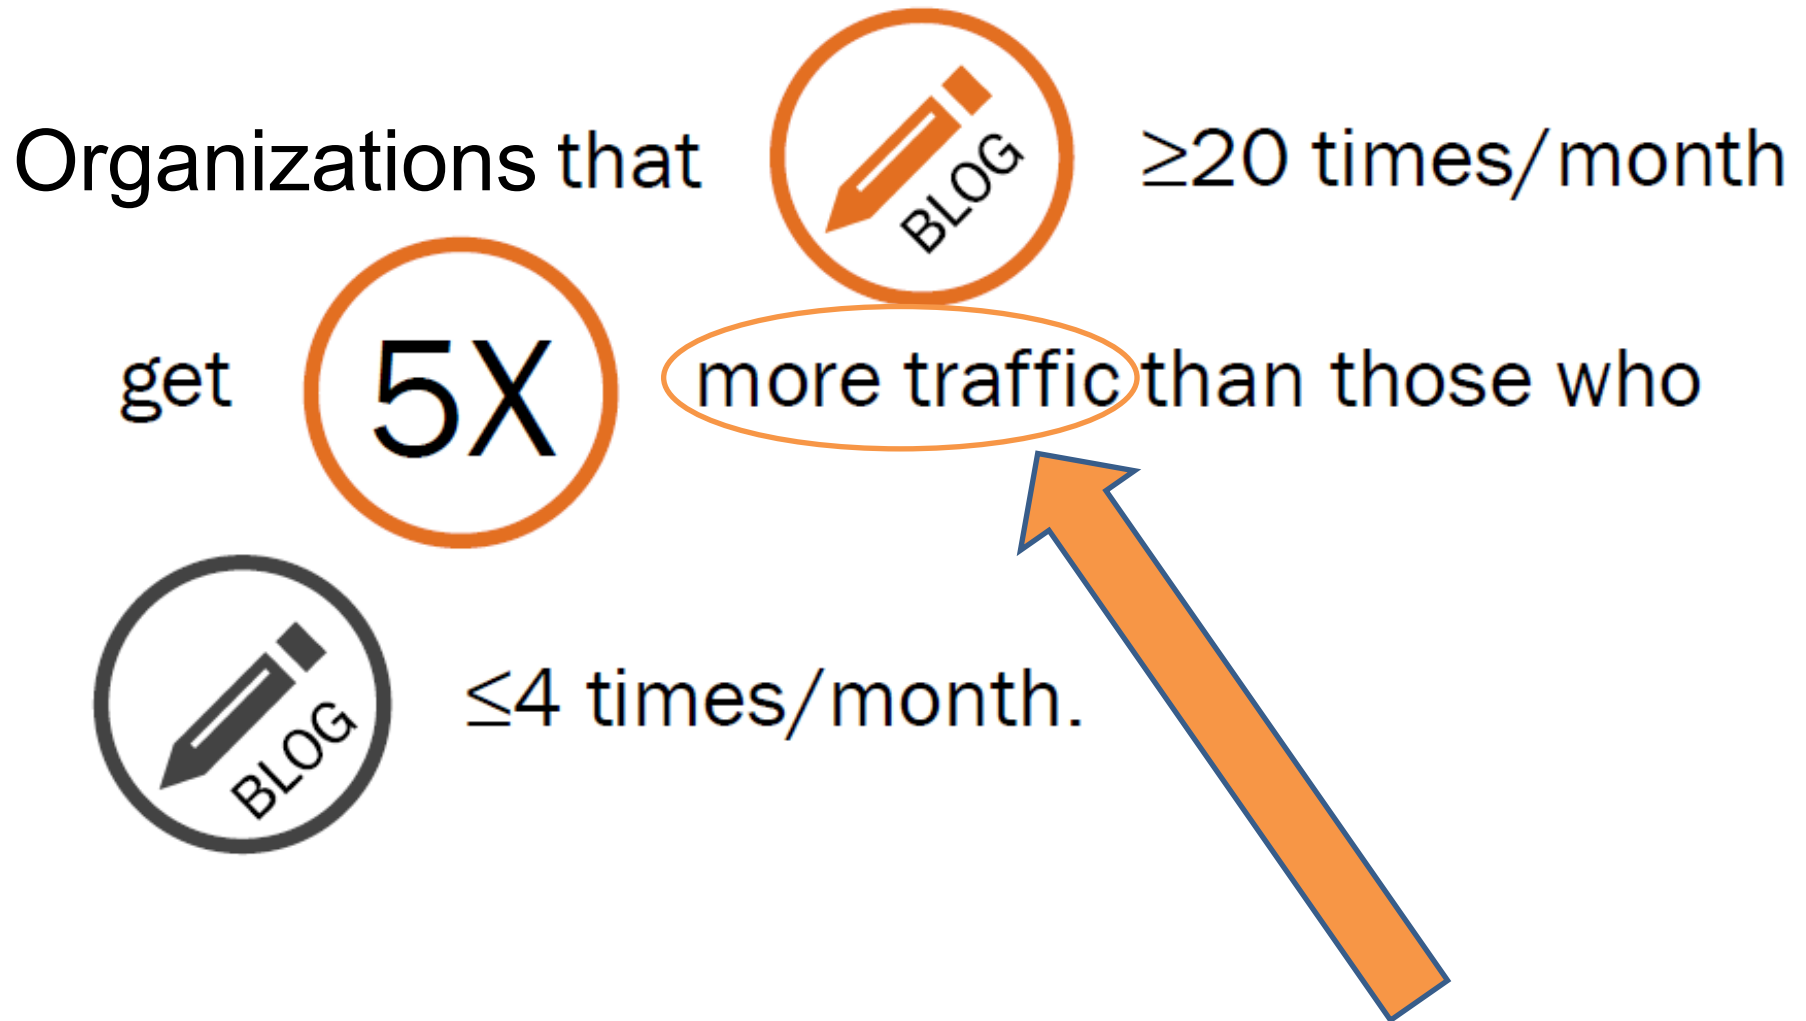 Organizations that BLOG ≥20 times/month
get 5X more traffic than those who
BLOG ≤4 times/month.